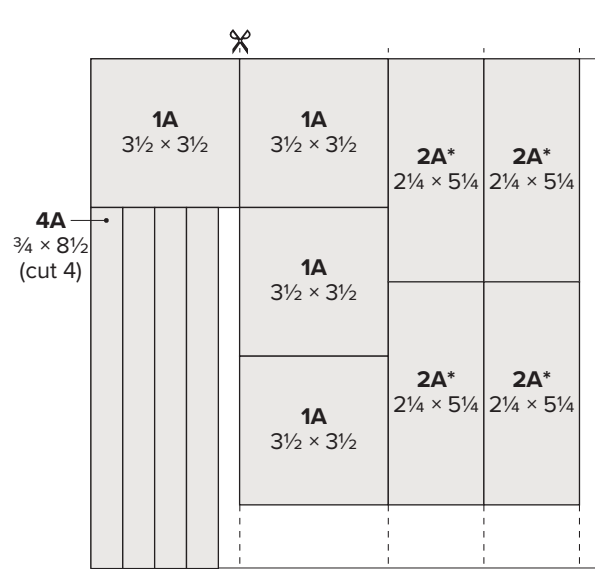 1A
3½ × 3½
1A
3½ × 3½
2A*
2¼ × 5¼
2A*
2¼ × 5¼
4A
¾ × 8½
(cut 4)
1A
3½ × 3½
2A*
2¼ × 5¼
2A*
2¼ × 5¼
1A
3½ × 3½